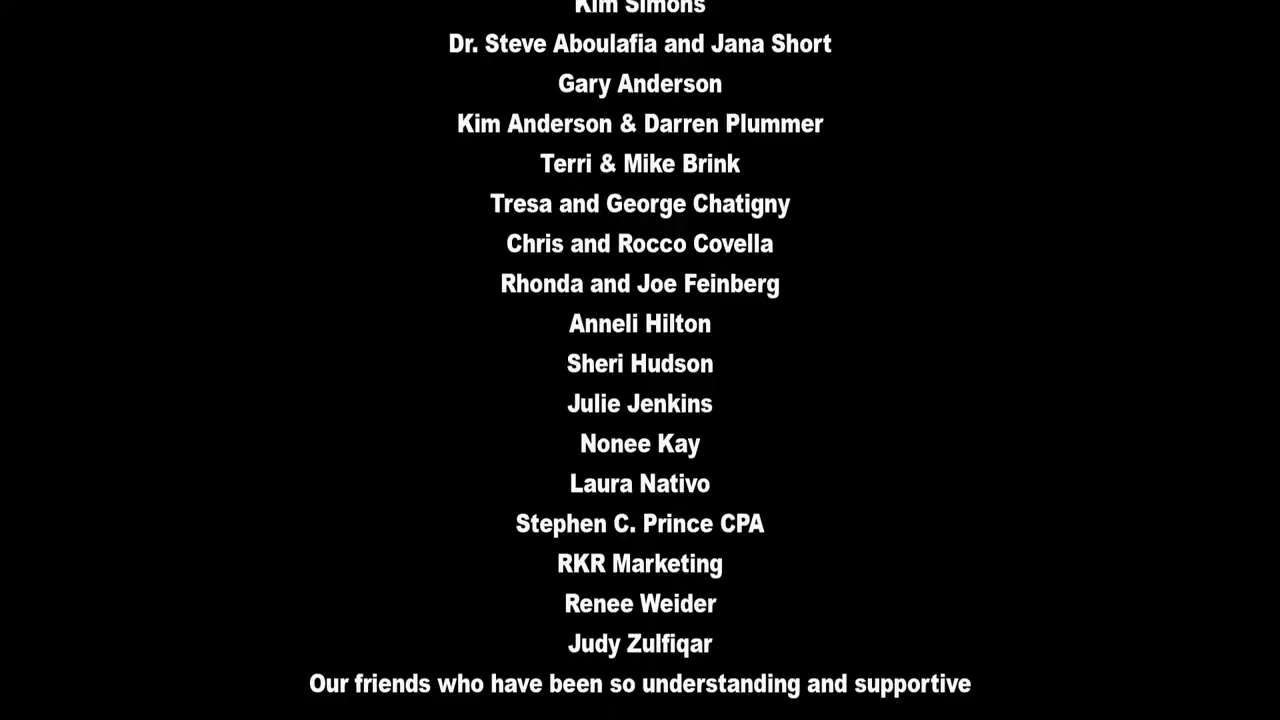 Kim Simons
Dr. Steve Aboulafia and Jana Short
Gary Anderson
Kim Anderson & Darren Plummer
Terri & Mike Brink
Tresa and George Chatigny
Chris and Rocco Covella
Rhonda and Joe Feinberg
Anneli Hilton
Sheri Hudson
Julie Jenkins
Nonee Kay
Laura Nativo
Stephen C. Prince CPA
RKR Marketing
Renee Weider
Judy Zulfiqar
Our friends who have been so understanding and supportive